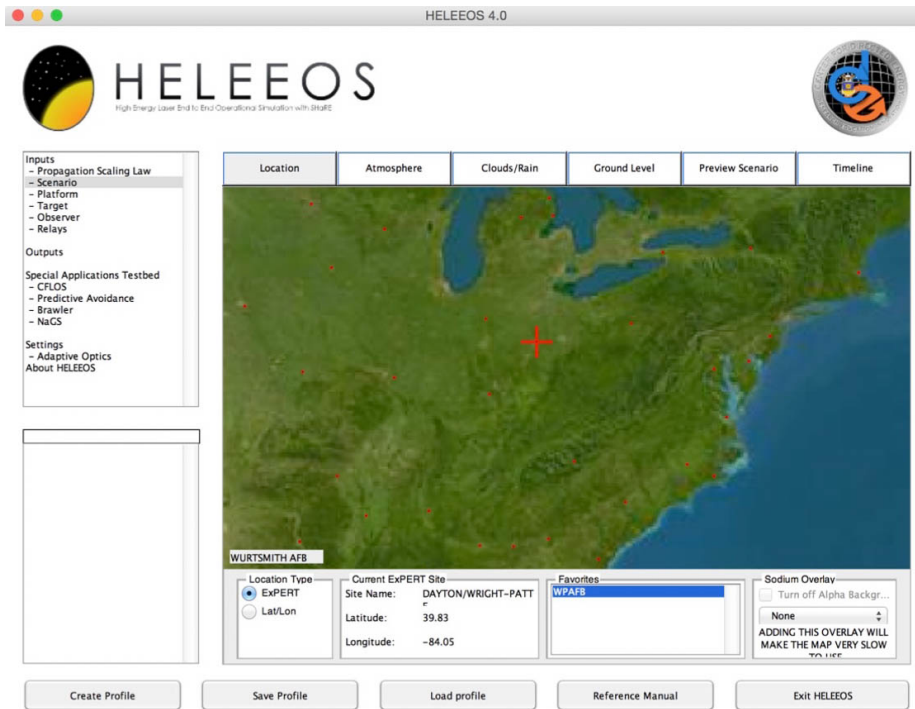 HELEEOS 4.0
HELEEOS
High Energy Laser End to End Operational Simulation with SHaRE
Inputs
– Propagation Scaling Law
– Scenario
– Platform
– Target
– Observer
– Relays
Outputs
Special Applications Testbed
– CFLOS
– Predictive Avoidance
– Brawler
– NaGS
Settings
– Adaptive Optics
About HELEEOS
Location
Atmosphere
Clouds/Rain
Ground Level
Preview Scenario
Timeline
WURTSMITH AFB
Location Type
ExPERT
Lat/Lon
Current ExPERT Site
Site Name: DAYTON/WRIGHT-PATT
Latitude: 39.83
Longitude: -84.05
Favorites
WPAFB
Sodium Overlay
Turn off Alpha Backgr...
None
ADDING THIS OVERLAY WILL
MAKE THE MAP VERY SLOW
TO USE
Create Profile
Save Profile
Load profile
Reference Manual
Exit HELEEOS